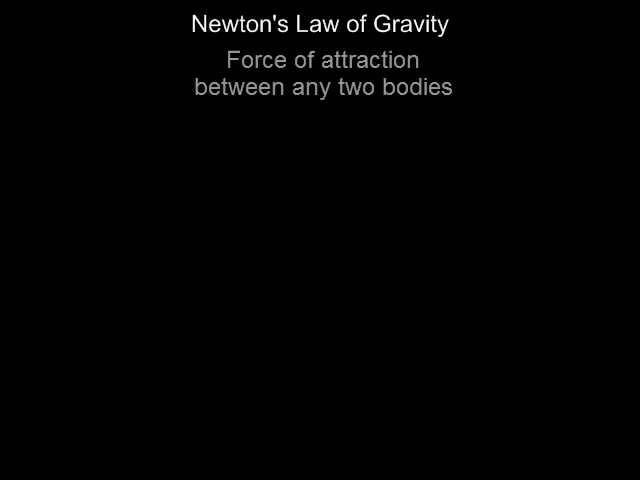 Newton's Law of Gravity
Force of attraction
between any two bodies